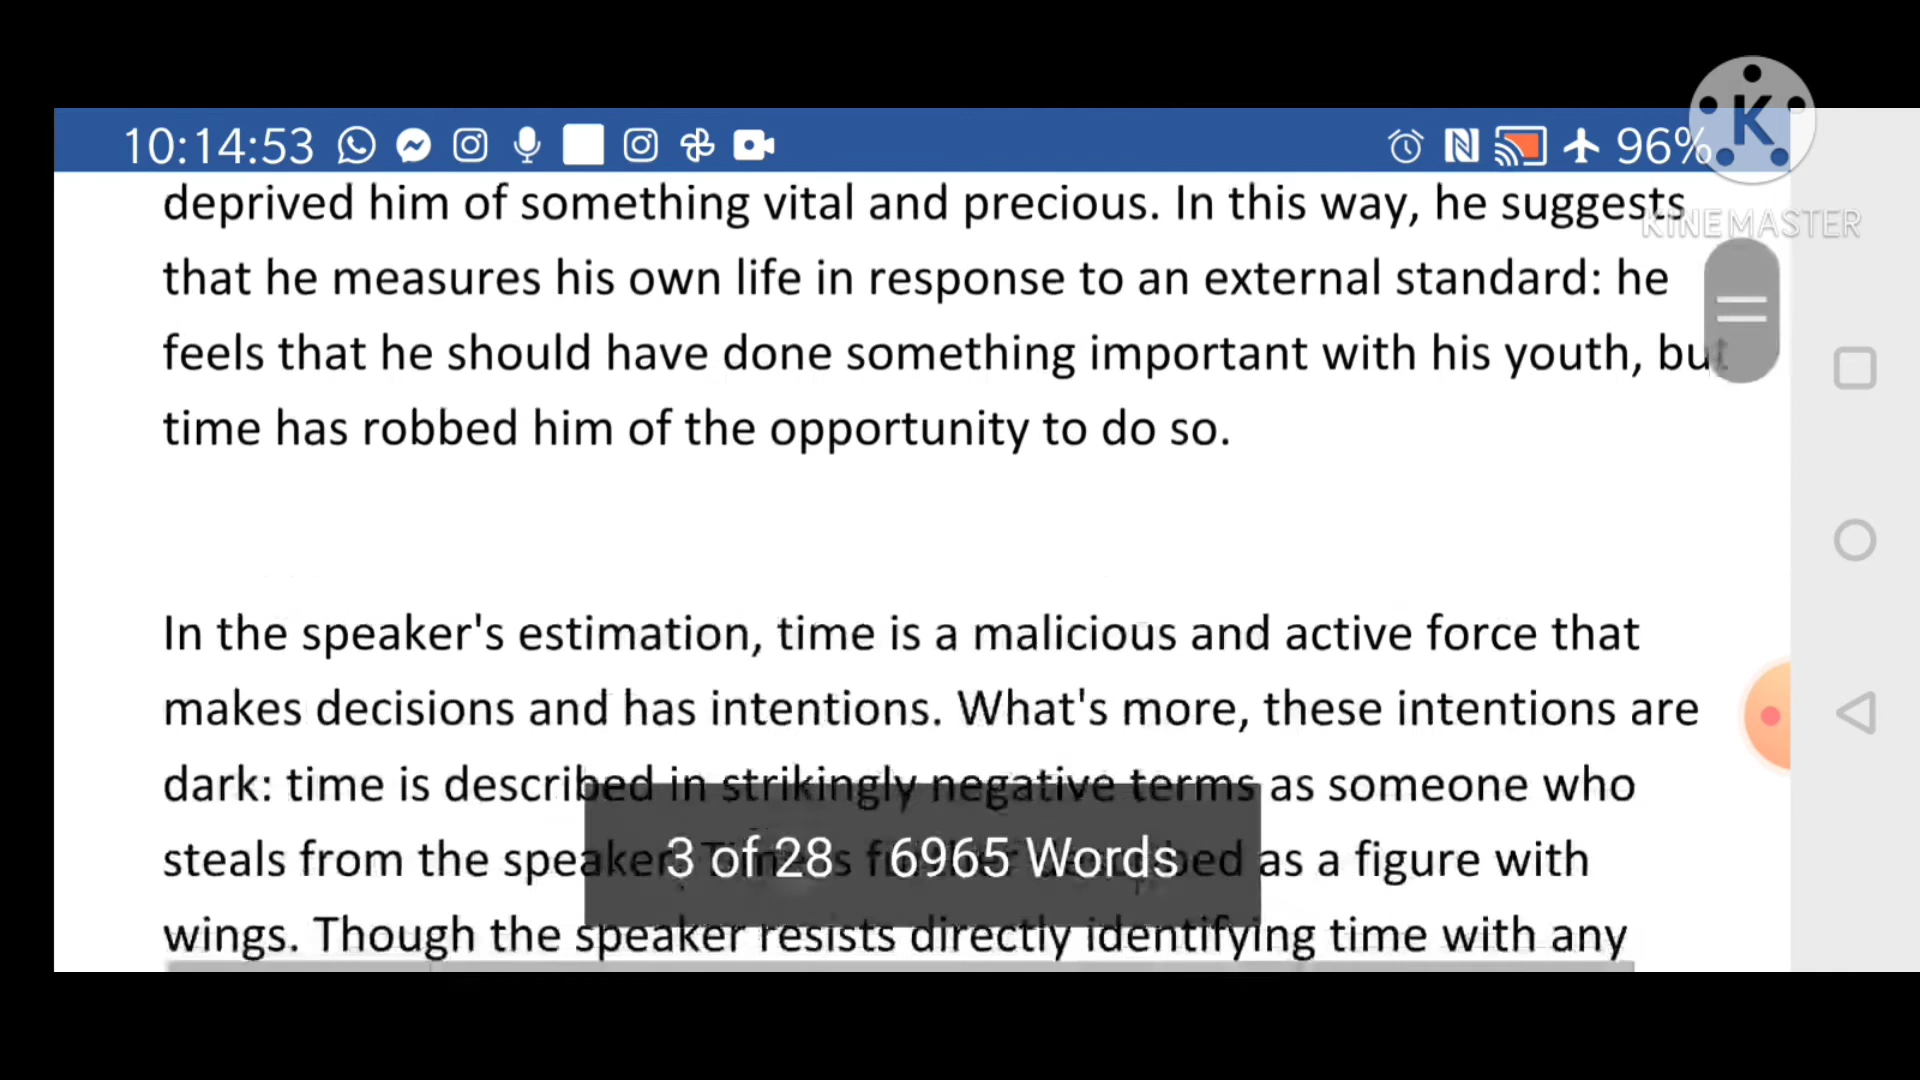 10:14:53 96%
K
KINEMASTER
deprived him of something vital and precious. In this way, he suggests
that he measures his own life in response to an external standard: he
feels that he should have done something important with his youth, but
time has robbed him of the opportunity to do so.
In the speaker's estimation, time is a malicious and active force that
makes decisions and has intentions. What's more, these intentions are
dark: time is described in strikingly negative terms as someone who
steals from the speaker as a figure with
3 of 28 6965 Words
wings. Though the speaker resists directly identifying time with any